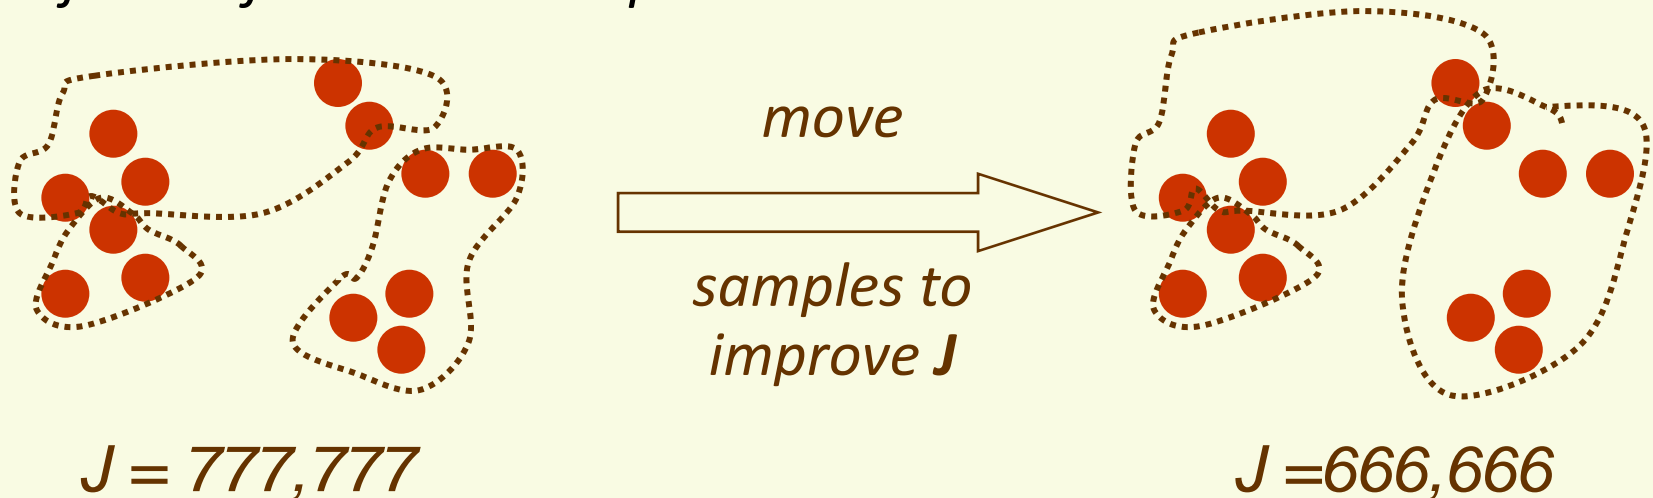 move
samples to
improve J
J = 777,777
J =666,666